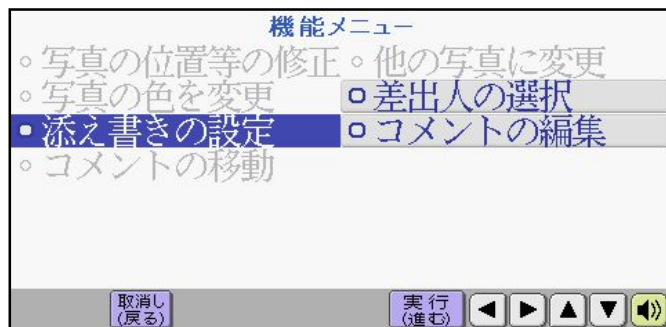 機能メニュー
写真の位置等の修正 他の写真に変更
写真の色を変更 差出人の選択
添え書きの設定 コメントの編集
コメントの移動
取消し 実行
(戻る) (進む)